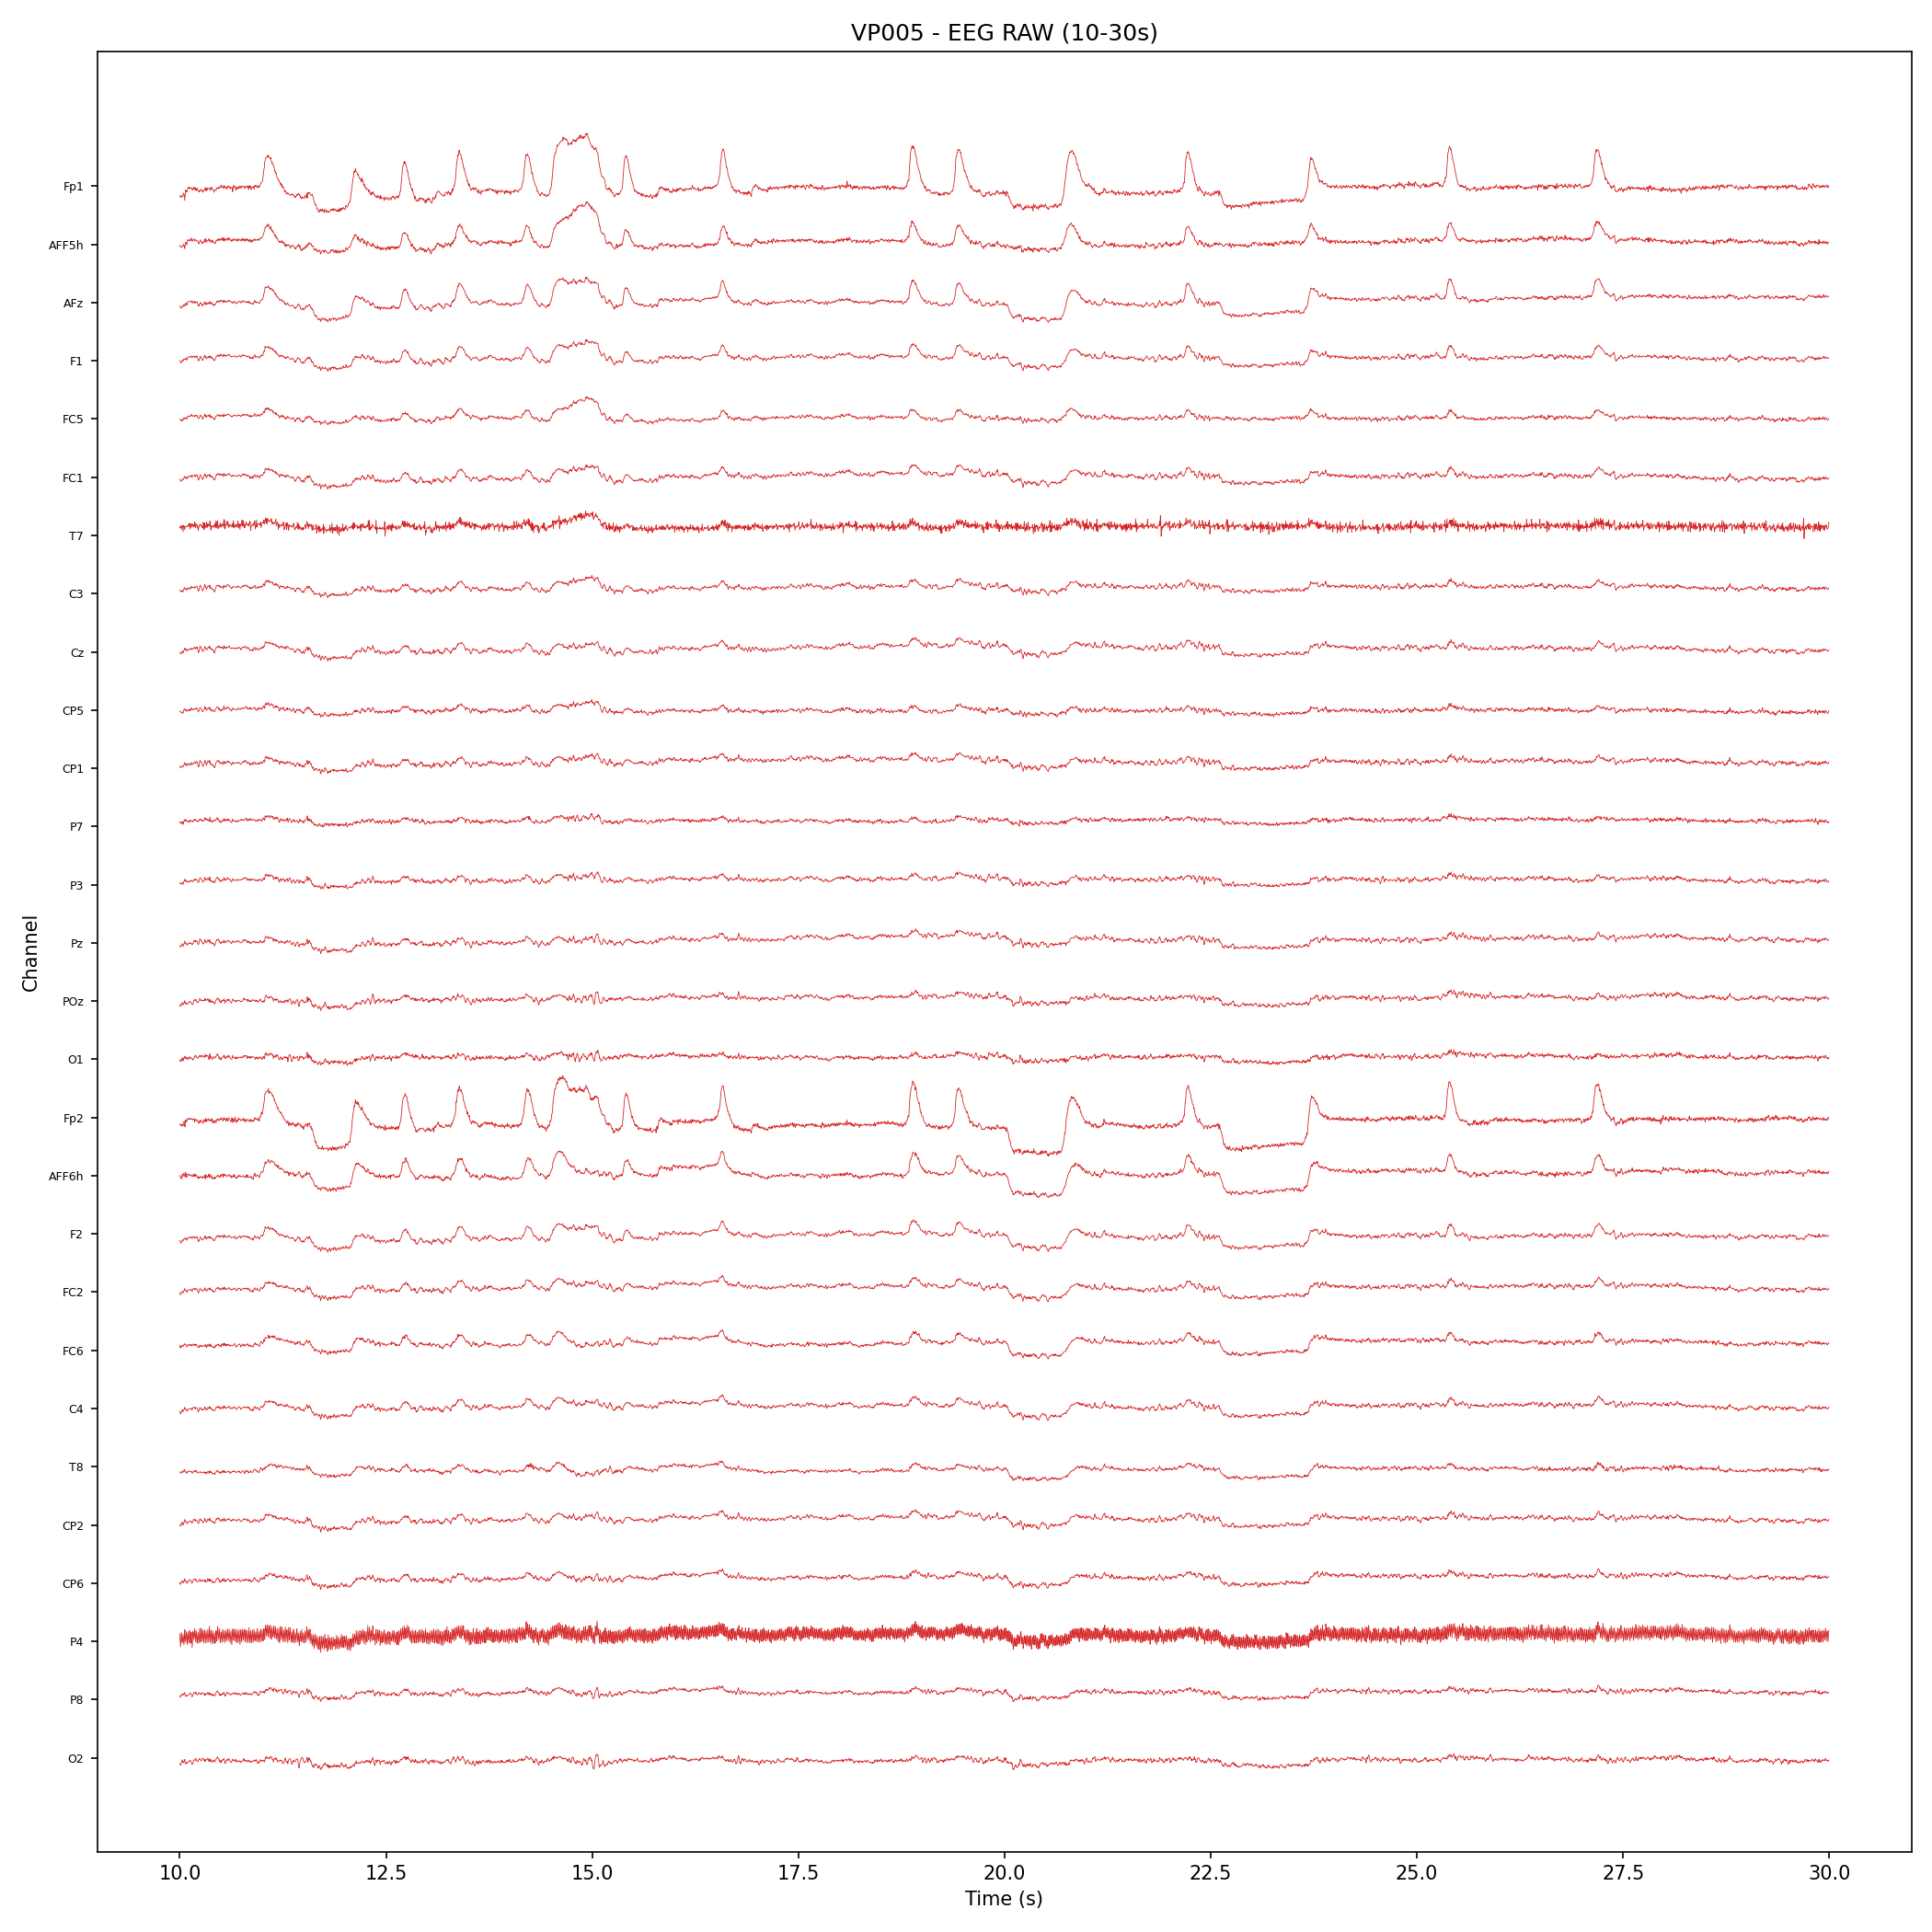 VP005 - EEG RAW (10-30s)
Fp1
AFF5h
AFz
F1
FC5
FC1
T7
C3
Cz
CP5
CP1
P7
P3
Pz
POz
O1
Fp2
AFF6h
F2
FC2
FC6
C4
T8
CP2
CP6
P4
P8
O2
Channel
10.0 12.5 15.0 17.5 20.0 22.5 25.0 27.5 30.0
Time (s)